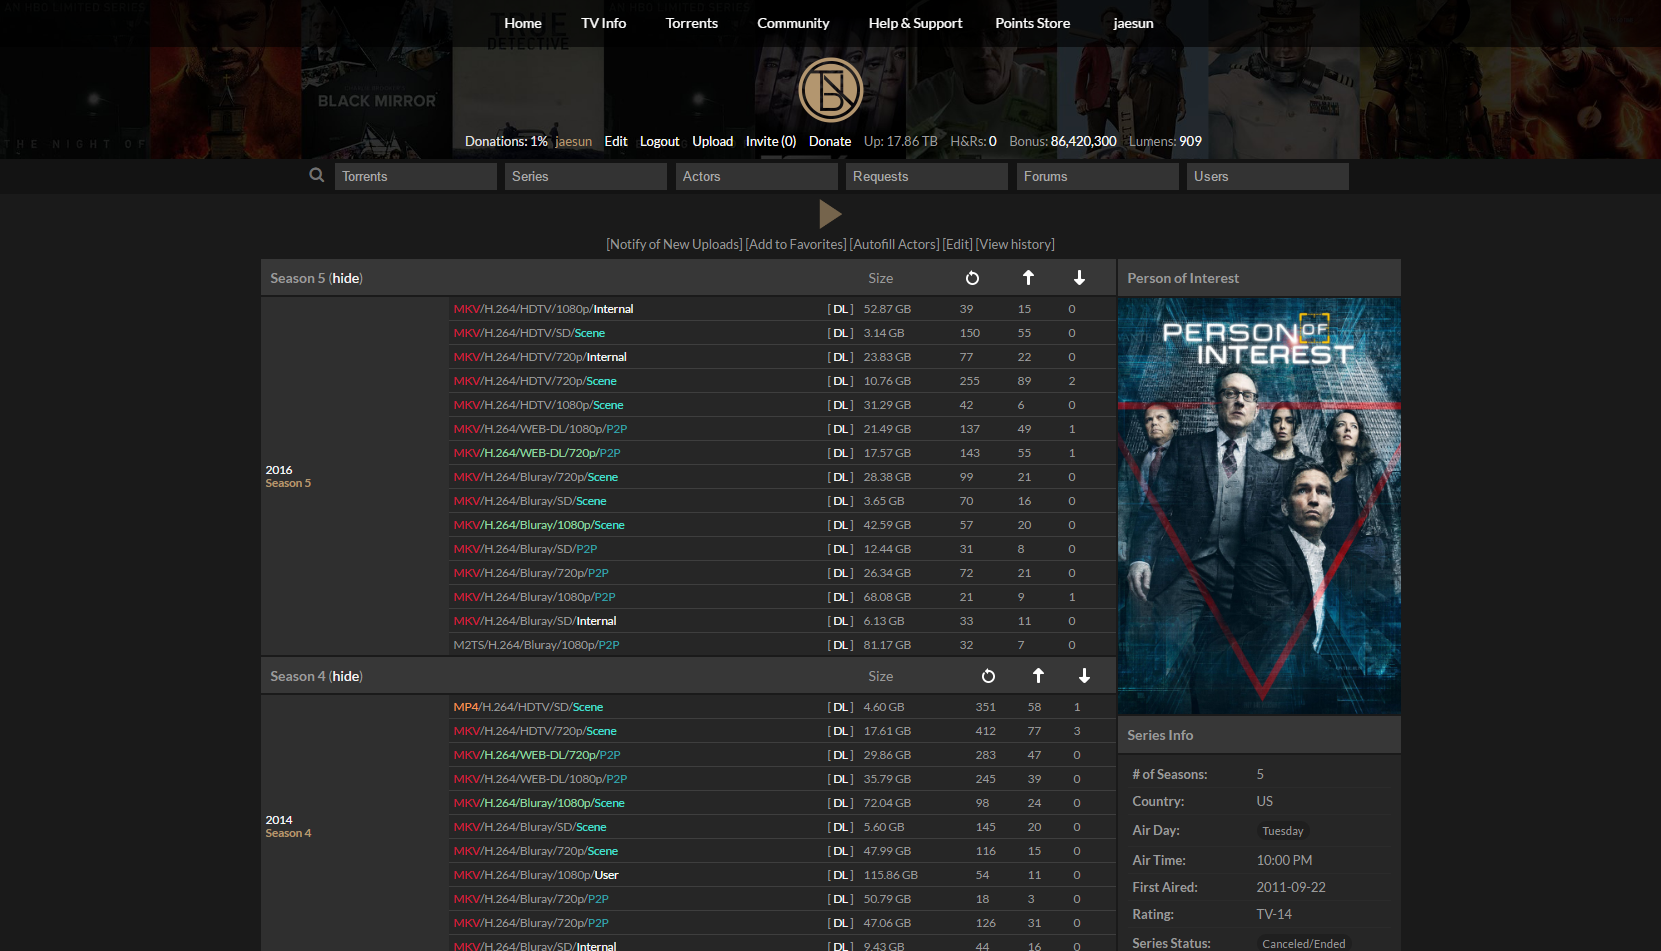 AN HBO LIMITED SERIES
AN HBO LIMITED SERIES
Home TV Info Torrents Community Help & Support Points Store jaesun
TRUE
DETECTIVE
BLACK MIRROR
THE NIGHT OF
Donations: 1% jaesun Edit Logout Upload Invite (0) Donate Up: 17.86 TB H&Rs: 0 Bonus: 86,420,300 Lumens: 909
Torrents Series Actors Requests Forums Users
[Notify of New Uploads] [Add to Favorites] [Autofill Actors] [Edit] [View history]
Season 5 (hide) Size
2016
Season 5
MKV/H.264/HDTV/1080p/Internal [ DL ] 52.87 GB 39 15 0
MKV/H.264/HDTV/SD/Scene [ DL ] 3.14 GB 150 55 0
MKV/H.264/HDTV/720p/Internal [ DL ] 23.83 GB 77 22 0
MKV/H.264/HDTV/720p/Scene [ DL ] 10.76 GB 255 89 2
MKV/H.264/HDTV/1080p/Scene [ DL ] 31.29 GB 42 6 0
MKV/H.264/WEB-DL/1080p/P2P [ DL ] 21.49 GB 137 49 1
MKV/H.264/WEB-DL/720p/P2P [ DL ] 17.57 GB 143 55 1
MKV/H.264/Bluray/720p/Scene [ DL ] 28.38 GB 99 21 0
MKV/H.264/Bluray/SD/Scene [ DL ] 3.65 GB 70 16 0
MKV/H.264/Bluray/1080p/Scene [ DL ] 42.59 GB 57 20 0
MKV/H.264/Bluray/SD/P2P [ DL ] 12.44 GB 31 8 0
MKV/H.264/Bluray/720p/P2P [ DL ] 26.34 GB 72 21 0
MKV/H.264/Bluray/1080p/P2P [ DL ] 68.08 GB 21 9 1
MKV/H.264/Bluray/SD/Internal [ DL ] 6.13 GB 33 11 0
M2TS/H.264/Bluray/1080p/P2P [ DL ] 81.17 GB 32 7 0
Season 4 (hide) Size
2014
Season 4
MP4/H.264/HDTV/SD/Scene [ DL ] 4.60 GB 351 58 1
MKV/H.264/HDTV/720p/Scene [ DL ] 17.61 GB 412 77 3
MKV/H.264/WEB-DL/720p/P2P [ DL ] 29.86 GB 283 47 0
MKV/H.264/WEB-DL/1080p/P2P [ DL ] 35.79 GB 245 39 0
MKV/H.264/Bluray/1080p/Scene [ DL ] 72.04 GB 98 24 0
MKV/H.264/Bluray/SD/Scene [ DL ] 5.60 GB 145 20 0
MKV/H.264/Bluray/720p/Scene [ DL ] 47.99 GB 116 15 0
MKV/H.264/Bluray/1080p/User [ DL ] 115.86 GB 54 11 0
MKV/H.264/Bluray/720p/P2P [ DL ] 50.79 GB 18 3 0
MKV/H.264/Bluray/720p/P2P [ DL ] 47.06 GB 126 31 0
MKV/H.264/Bluray/SD/Internal [ DL ] 9.43 GB 44 16 0
Person of Interest
PERSON OF
INTEREST
Series Info
# of Seasons: 5
Country: US
Air Day: Tuesday
Air Time: 10:00 PM
First Aired: 2011-09-22
Rating: TV-14
Series Status: Canceled/Ended